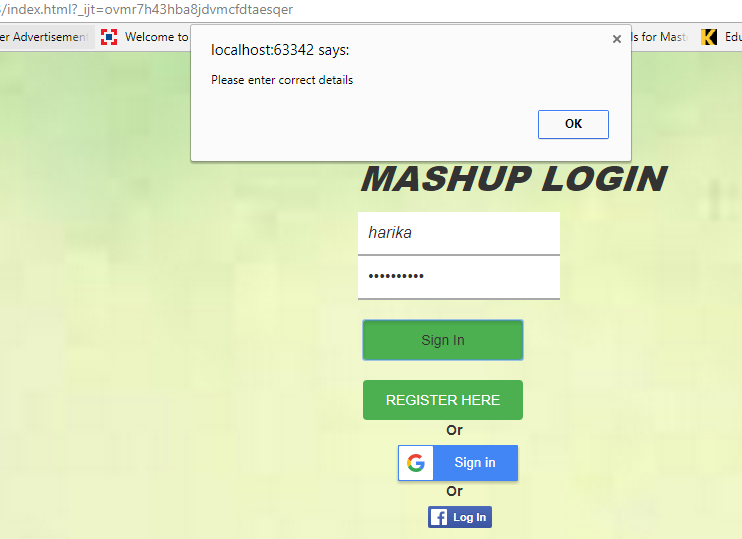 /index.html?_ijt=ovmr7h43hba8jdvmcfdtaesqer
er Advertisement
Welcome to
ls for Mast
Edu
localhost:63342 says:
×
Please enter correct details
OK
MASHUP LOGIN
harika
••••••••••
Sign In
REGISTER HERE
Or
G Sign in
Or
f Log In